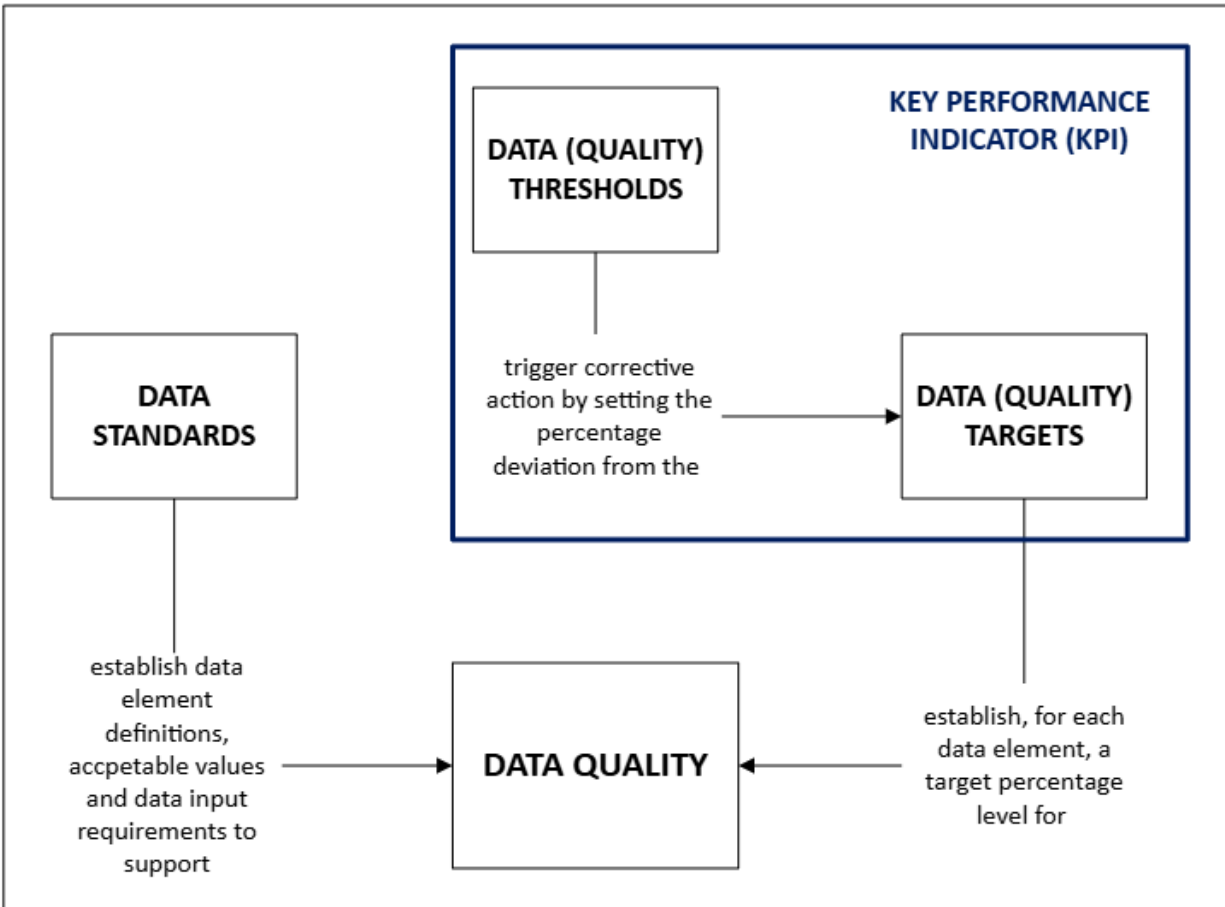 KEY PERFORMANCE
INDICATOR (KPI)
DATA (QUALITY)
THRESHOLDS
trigger corrective
action by setting the
percentage
deviation from the
DATA (QUALITY)
TARGETS
DATA
STANDARDS
establish data
element
definitions,
accpetable values
and data input
requirements to
support
DATA QUALITY
establish, for each
data element, a
target percentage
level for